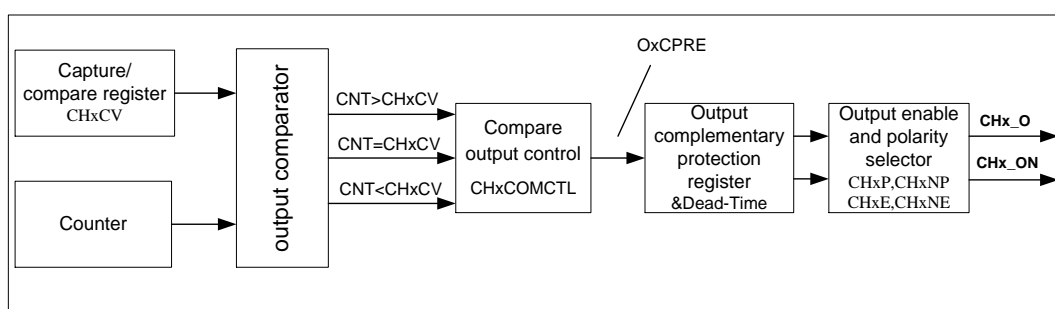 OxCPRE
Capture/
compare register
CHxCV
Counter
output comparator
CNT>CHxCV
CNT=CHxCV
CNT<CHxCV
Compare
output control
CHxCOMCTL
Output
complementary
protection
register
&Dead-Time
Output enable
and polarity
selector
CHxP,CHxNP
CHxE,CHxNE
CHx_O
CHx_ON